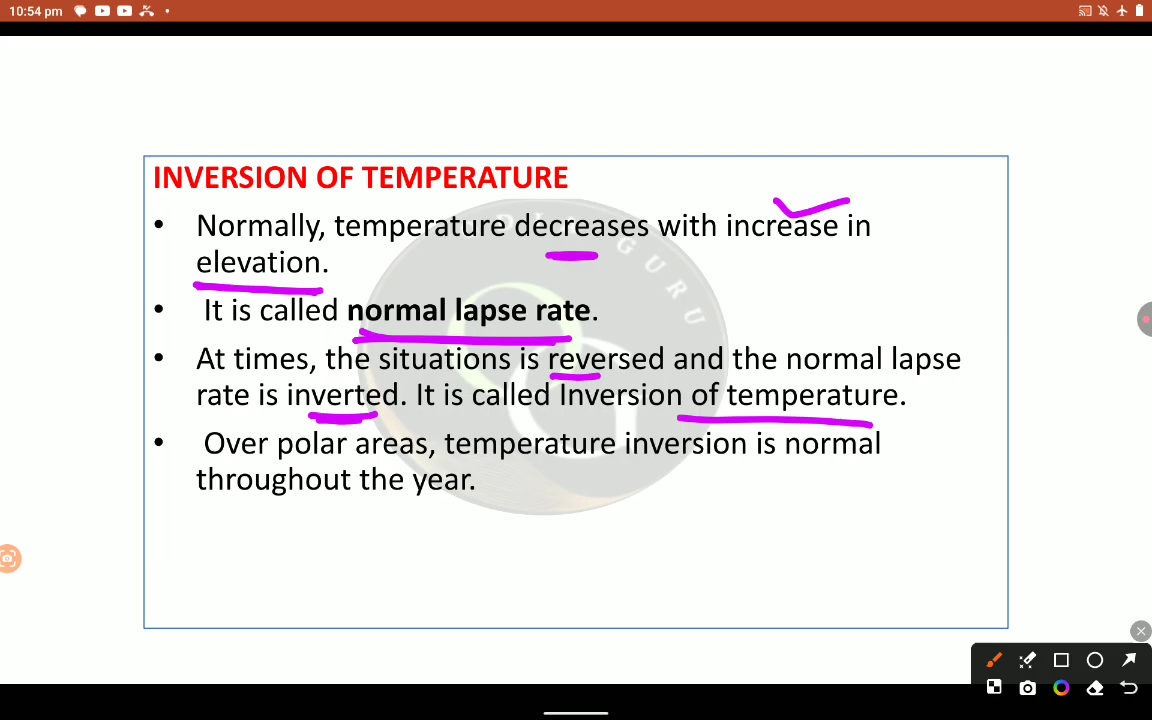 10:54 pm
INVERSION OF TEMPERATURE
• Normally, temperature decreases with increase in
elevation.
• It is called normal lapse rate.
• At times, the situations is reversed and the normal lapse
rate is inverted. It is called Inversion of temperature.
• Over polar areas, temperature inversion is normal
throughout the year.
GURU